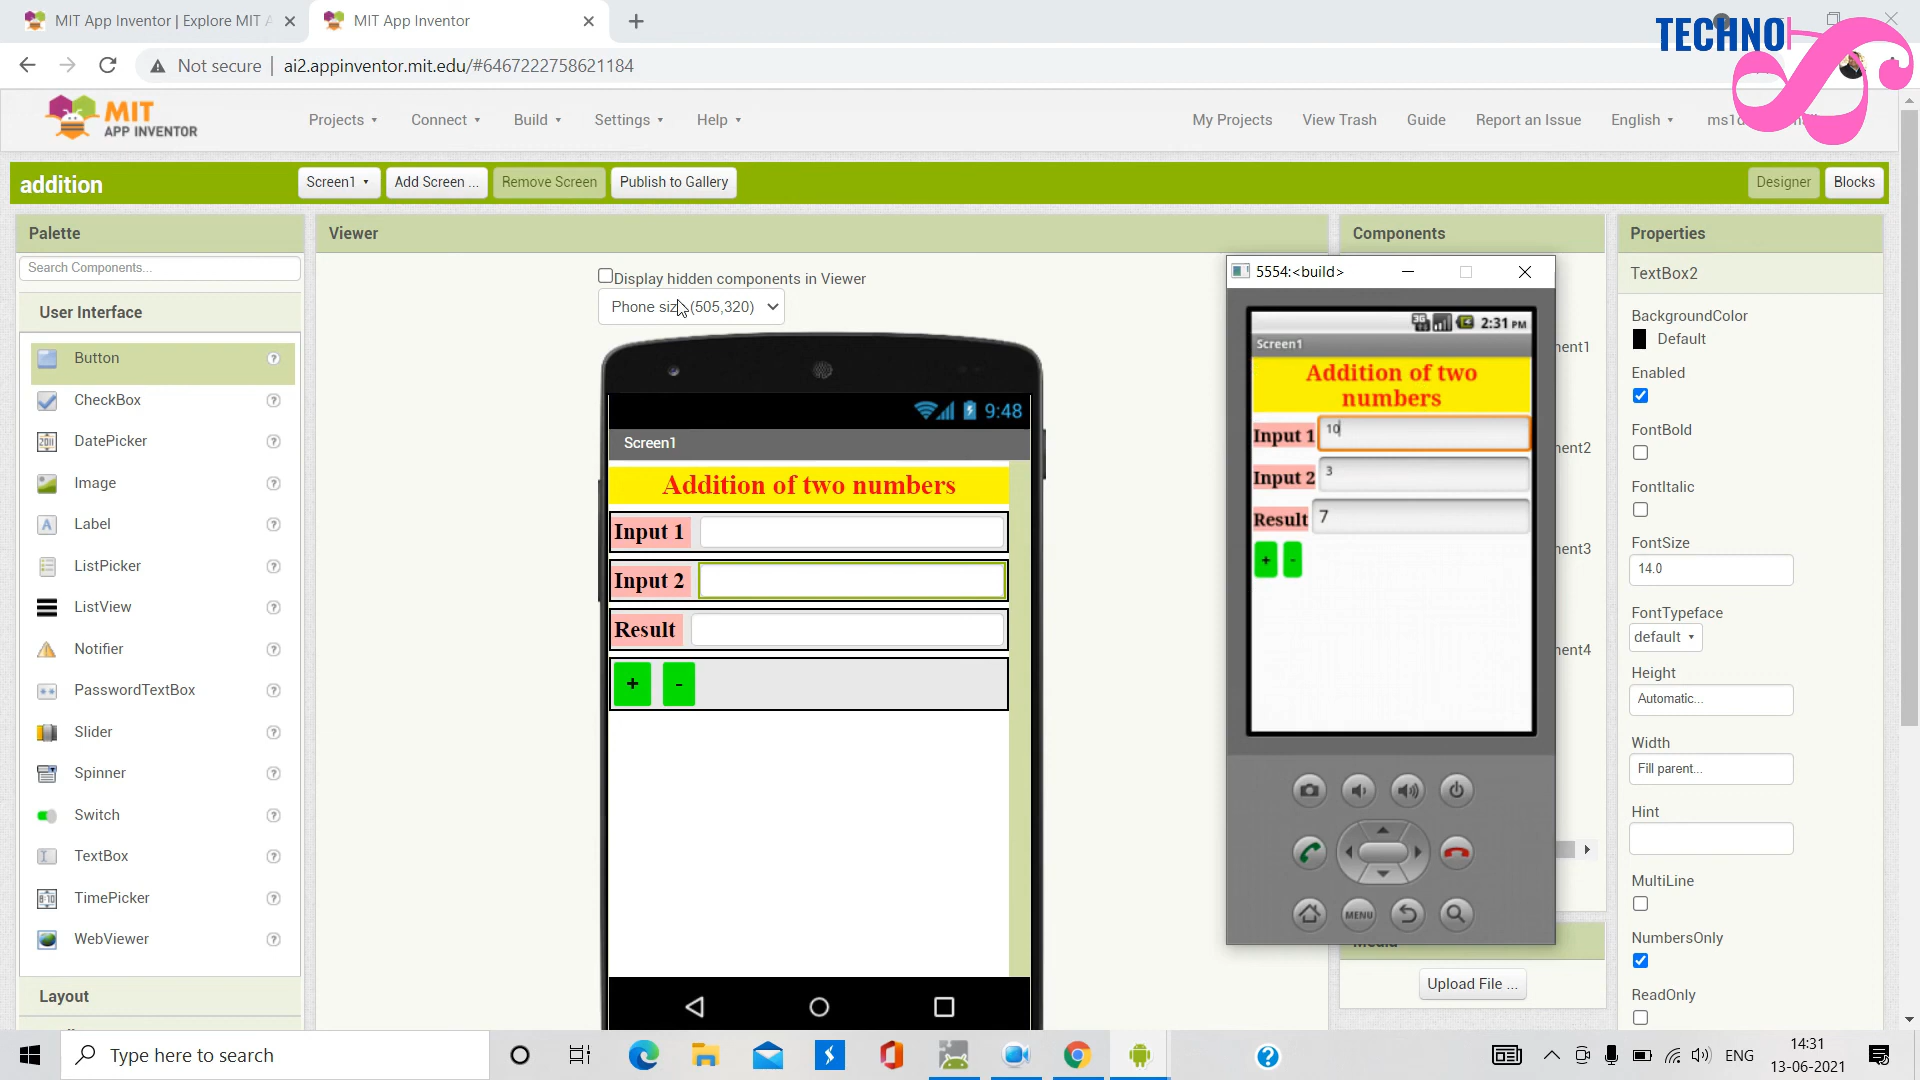 MIT App Inventor | Explore MIT A
MIT App Inventor
TECHNO
Not secure
ai2.appinventor.mit.edu/#6467222758621184
MIT
APP INVENTOR
Projects
Connect
Build
Settings
Help
My Projects
View Trash
Guide
Report an Issue
English
addition
Screen1
Add Screen ...
Remove Screen
Publish to Gallery
Designer
Blocks
Palette
Viewer
Components
Properties
Search Components...
User Interface
Button
CheckBox
DatePicker
Image
Label
ListPicker
ListView
Notifier
PasswordTextBox
Slider
Spinner
Switch
TextBox
TimePicker
WebViewer
Layout
Display hidden components in Viewer
Phone size (505,320)
9:48
Screen1
Addition of two numbers
Input 1
Input 2
Result
+
-
5554:<build>
2:31 PM
Screen1
Addition of two
numbers
Input 1
10
Input 2
3
Result
7
+
-
MENU
ent1
ent2
ent3
ent4
Upload File ...
TextBox2
BackgroundColor
Default
Enabled
FontBold
FontItalic
FontSize
14.0
FontTypeface
default
Height
Automatic...
Width
Fill parent...
Hint
MultiLine
NumbersOnly
ReadOnly
Type here to search
ENG
14:31
13-06-2021